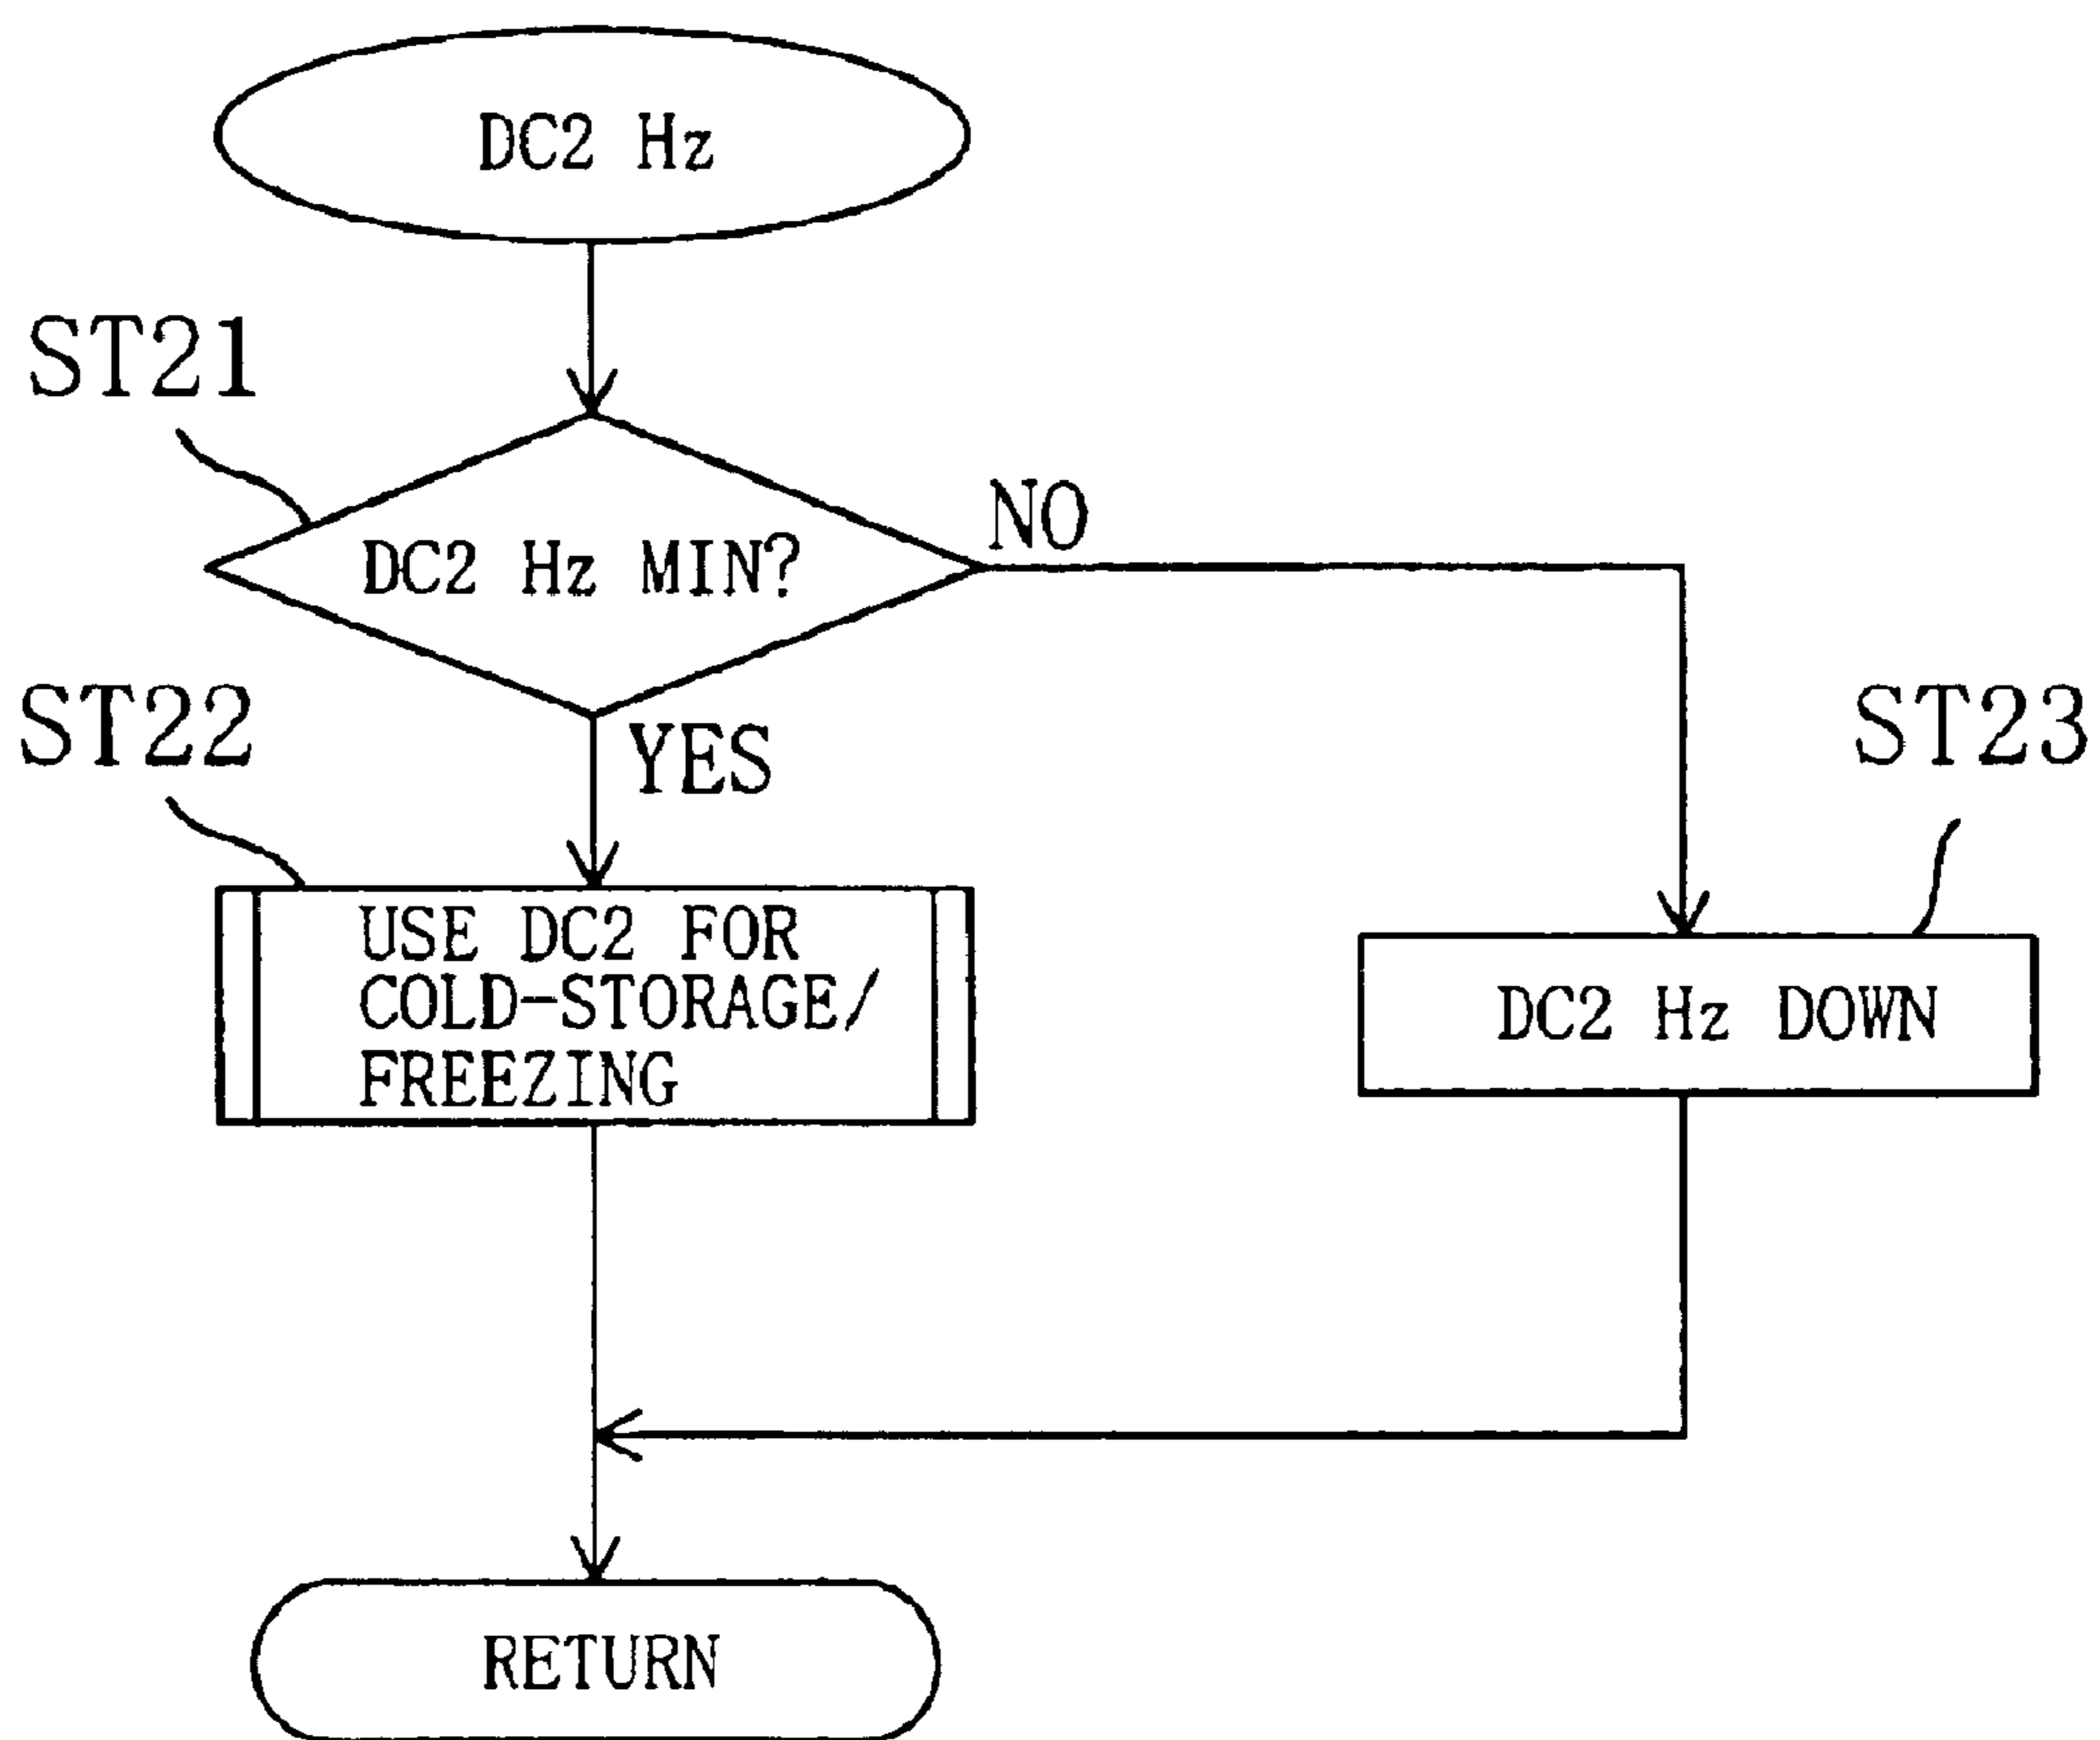 DC2 Hz
ST21
NO
DC2 Hz MIN?
ST22
YES
ST23
USE DC2 FOR
COLD-STORAGE/
FREEZING
DC2 Hz DOWN
RETURN